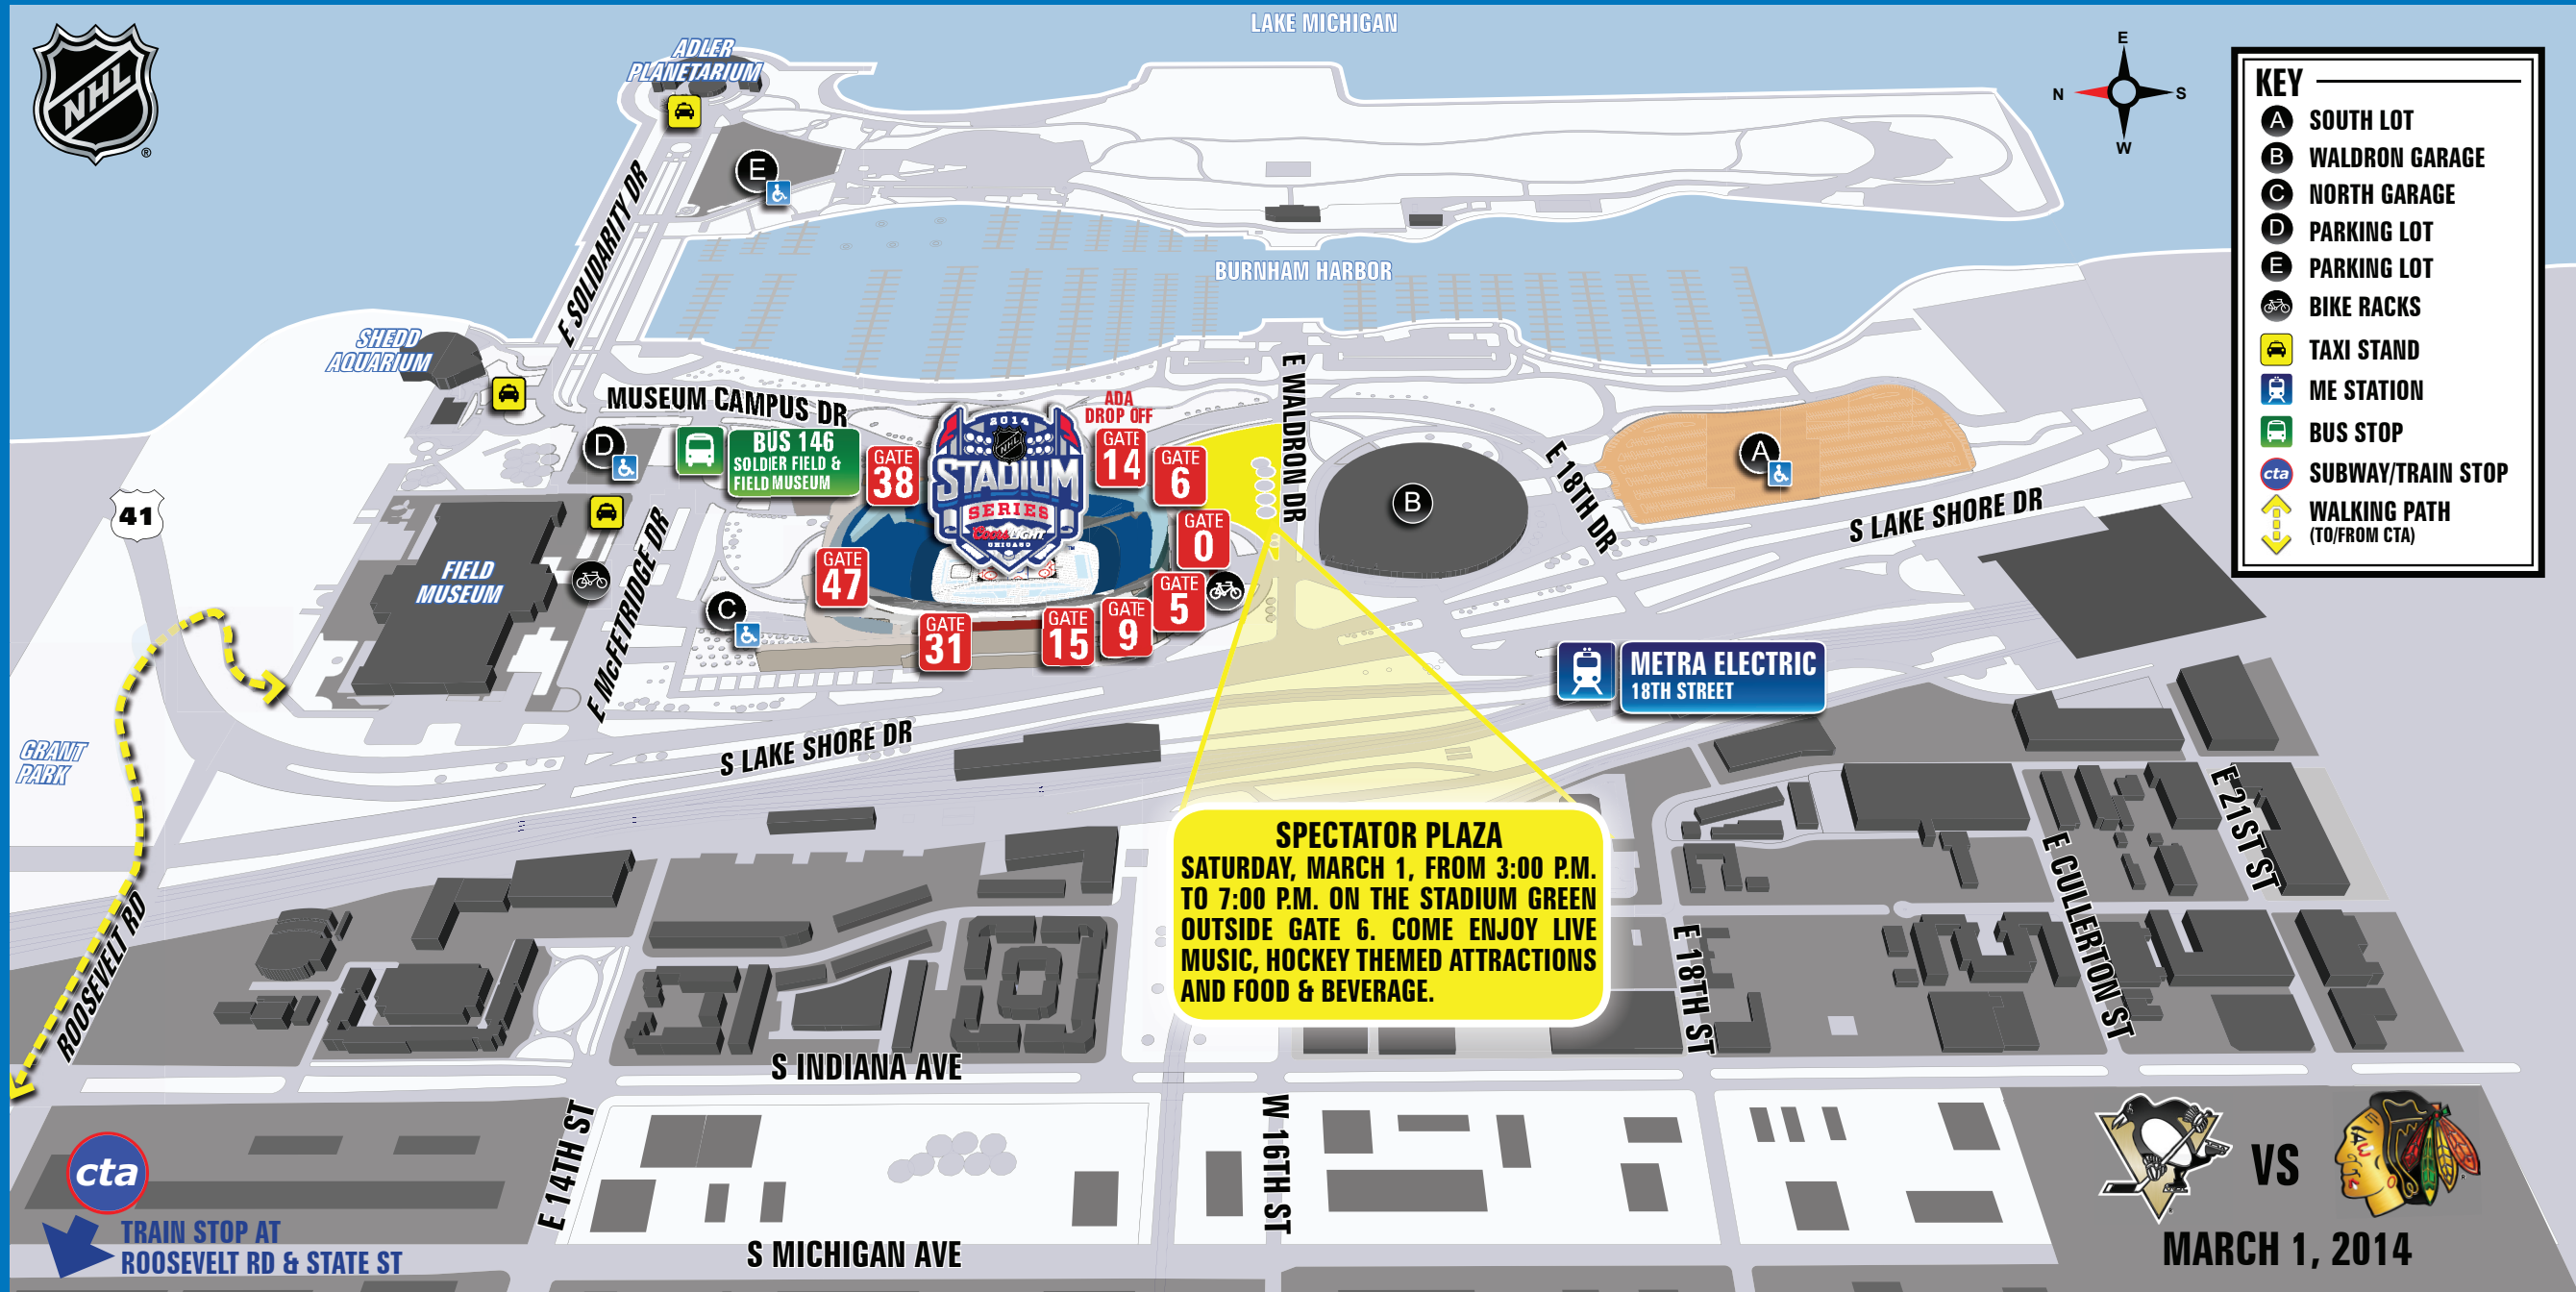 LAKE MICHIGAN
NHL
®
ADLER
PLANETARIUM
E
N
S
W
KEY
A SOUTH LOT
B WALDRON GARAGE
C NORTH GARAGE
D PARKING LOT
E PARKING LOT
BIKE RACKS
TAXI STAND
ME STATION
BUS STOP
cta SUBWAY/TRAIN STOP
WALKING PATH
(TO/FROM CTA)
E
E SOLIDARITY DR
BURNHAM HARBOR
SHEDD
AQUARIUM
MUSEUM CAMPUS DR
E WALDRON DR
ADA
DROP OFF
D
BUS 146
SOLDIER FIELD &
FIELD MUSEUM
GATE
38
2014
NHL
STADIUM
SERIES
Coors LIGHT
CHICAGO
GATE
14
GATE
6
GATE
0
B
E 18TH DR
A
S LAKE SHORE DR
41
FIELD
MUSEUM
E McFETRIDGE DR
C
GATE
47
GATE
31
GATE
15
GATE
9
GATE
5
METRA ELECTRIC
18TH STREET
S LAKE SHORE DR
GRANT
PARK
ROOSEVELT RD
SPECTATOR PLAZA
SATURDAY, MARCH 1, FROM 3:00 P.M.
TO 7:00 P.M. ON THE STADIUM GREEN
OUTSIDE GATE 6. COME ENJOY LIVE
MUSIC, HOCKEY THEMED ATTRACTIONS
AND FOOD & BEVERAGE.
E 21ST ST
E CULLERTON ST
E 18TH ST
S INDIANA AVE
E 14TH ST
W 16TH ST
cta
TRAIN STOP AT
ROOSEVELT RD & STATE ST
S MICHIGAN AVE
VS
MARCH 1, 2014